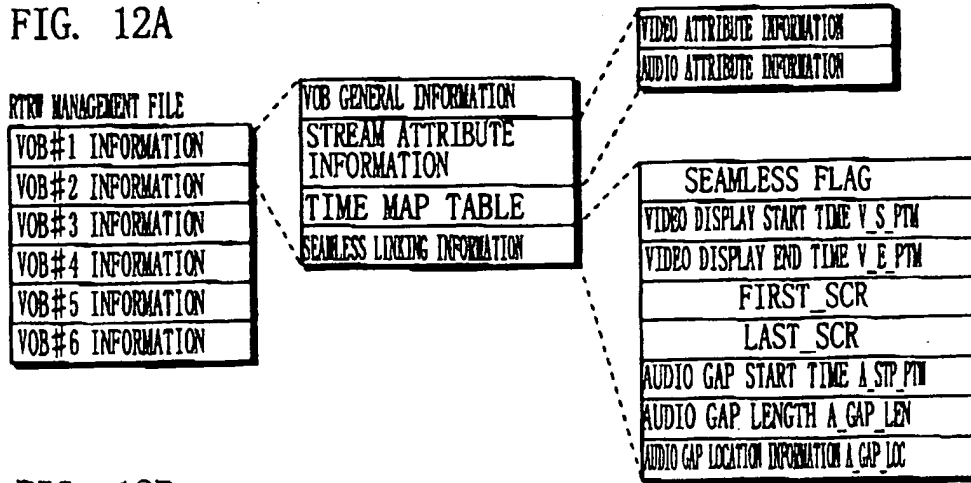 FIG. 12A
RTRW MANAGEMENT FILE
VOB#1 INFORMATION
VOB#2 INFORMATION
VOB#3 INFORMATION
VOB#4 INFORMATION
VOB#5 INFORMATION
VOB#6 INFORMATION
VOB GENERAL INFORMATION
STREAM ATTRIBUTE
INFORMATION
TIME MAP TABLE
SEAMLESS LINKING INFORMATION
VIDEO ATTRIBUTE INFORMATION
AUDIO ATTRIBUTE INFORMATION
SEAMLESS FLAG
VIDEO DISPLAY START TIME V_S_PTM
VIDEO DISPLAY END TIME V_E_PTM
FIRST_SCR
LAST_SCR
AUDIO GAP START TIME A_STP_PTM
AUDIO GAP LENGTH A_GAP_LEN
AUDIO GAP LOCATION INFORMATION A_GAP_LOC